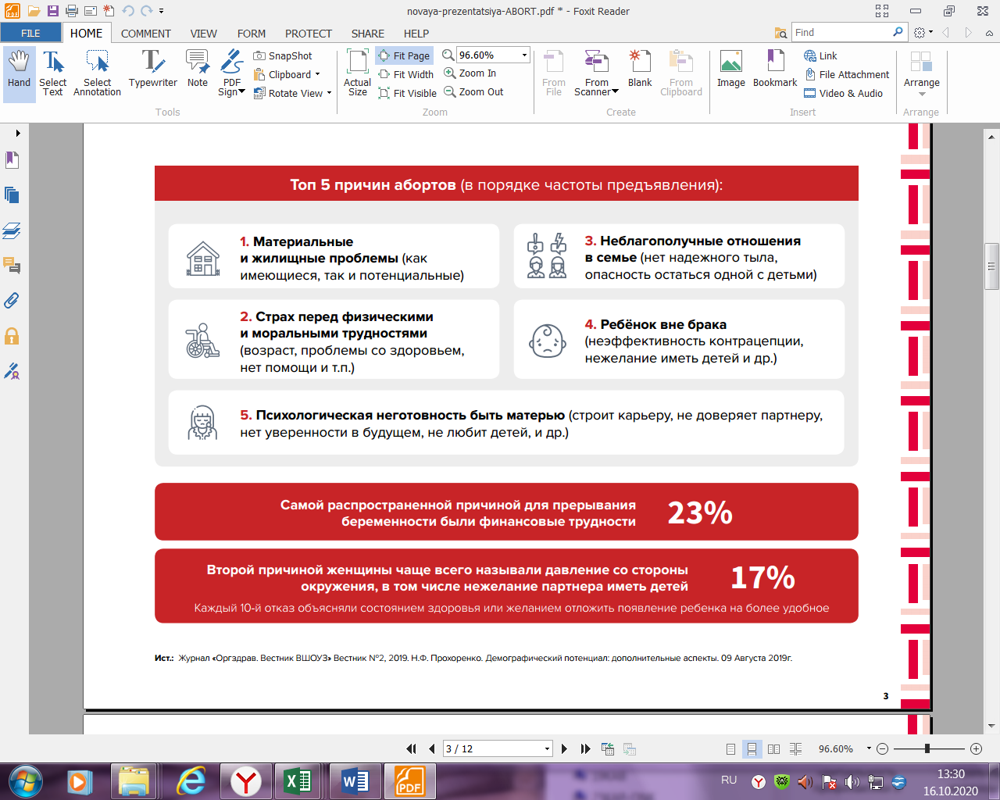 novaya-prezentatsiya-ABORT.pdf * - Foxit Reader
FILE HOME COMMENT VIEW FORM PROTECT SHARE HELP Find
Hand
Select Text
Select Annotation
Typewriter
Note
PDF Sign
SnapShot
Clipboard
Rotate View
Tools
Actual Size
Fit Page
Fit Width
Fit Visible
96.60%
Zoom In
Zoom Out
Zoom
From File
From Scanner
Blank
From Clipboard
Create
Image
Bookmark
Link
File Attachment
Video & Audio
Insert
Arrange
Arrange
Топ 5 причин абортов (в порядке частоты предъявления):
1. Материальные
и жилищные проблемы (как
имеющиеся, так и потенциальные)
2. Страх перед физическими
и моральными трудностями
(возраст, проблемы со здоровьем,
нет помощи и т.п.)
3. Неблагополучные отношения
в семье (нет надежного тыла,
опасность остаться одной с детьми)
4. Ребёнок вне брака
(неэффективность контрацепции,
нежелание иметь детей и др.)
5. Психологическая неготовность быть матерью (строит карьеру, не доверяет партнеру,
нет уверенности в будущем, не любит детей, и др.)
Самой распространенной причиной для прерывания
беременности были финансовые трудности
23%
Второй причиной женщины чаще всего называли давление со стороны
окружения, в том числе нежелание партнера иметь детей
17%
Каждый 10-й отказ объясняли состоянием здоровья или желанием отложить появление ребенка на более удобное
Ист.: Журнал «Оргздрав. Вестник ВШОУЗ» Вестник №2, 2019. Н.Ф. Прохоренко. Демографический потенциал: дополнительные аспекты. 09 Августа 2019г.
3
3 / 12
96.60%
RU
13:30
16.10.2020